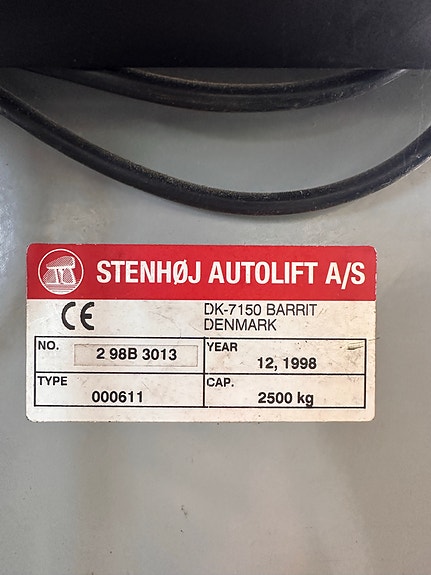 STENHØJ AUTOLIFT A/S
CE
DK-7150 BARRIT
DENMARK
NO. 2 98B 3013
YEAR 12, 1998
TYPE 000611
CAP. 2500 kg